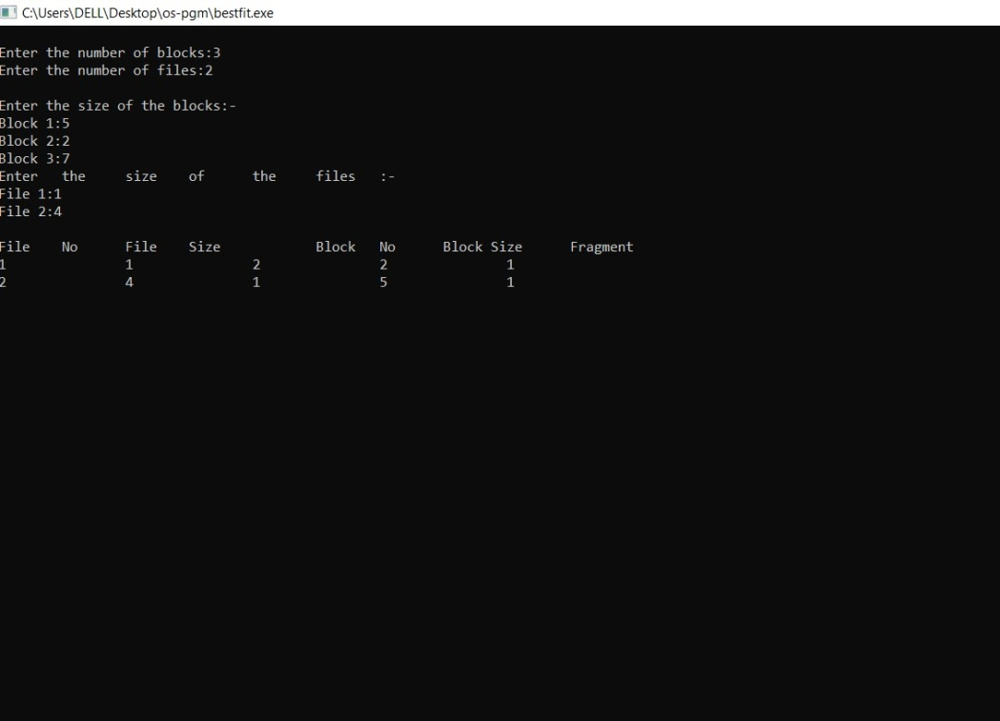 C:\Users\DELL\Desktop\os-pgm\bestfit.exe
Enter the number of blocks:3
Enter the number of files:2
Enter the size of the blocks:-
Block 1:5
Block 2:2
Block 3:7
Enter the size of the files :-
File 1:1
File 2:4
File No File Size Block No Block Size Fragment
1 1 2 2 1
2 4 1 5 1